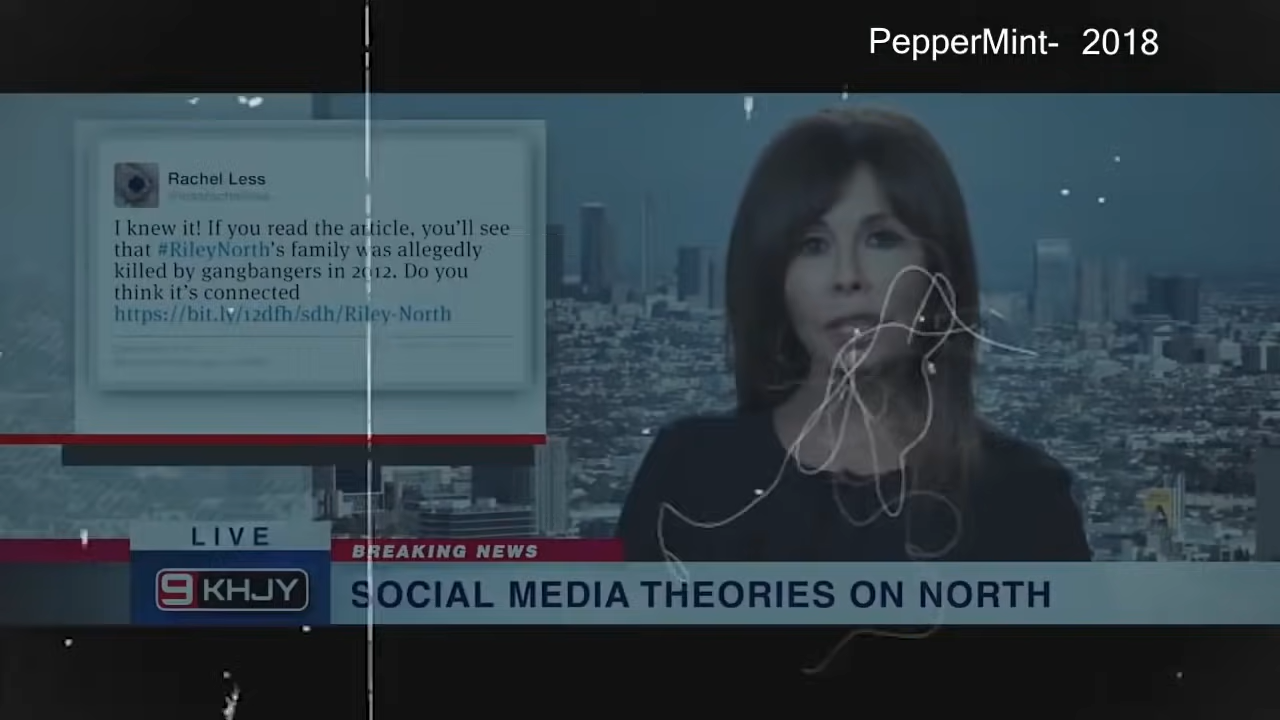 PepperMint- 2018
Rachel Less
I knew it! If you read the article, you'll see
that #RileyNorth's family was allegedly
killed by gangbangers in 2012. Do you
think it's connected
https://bit.ly/12dfh/sdh/Riley-North
LIVE
BREAKING NEWS
9 KHJY
SOCIAL MEDIA THEORIES ON NORTH